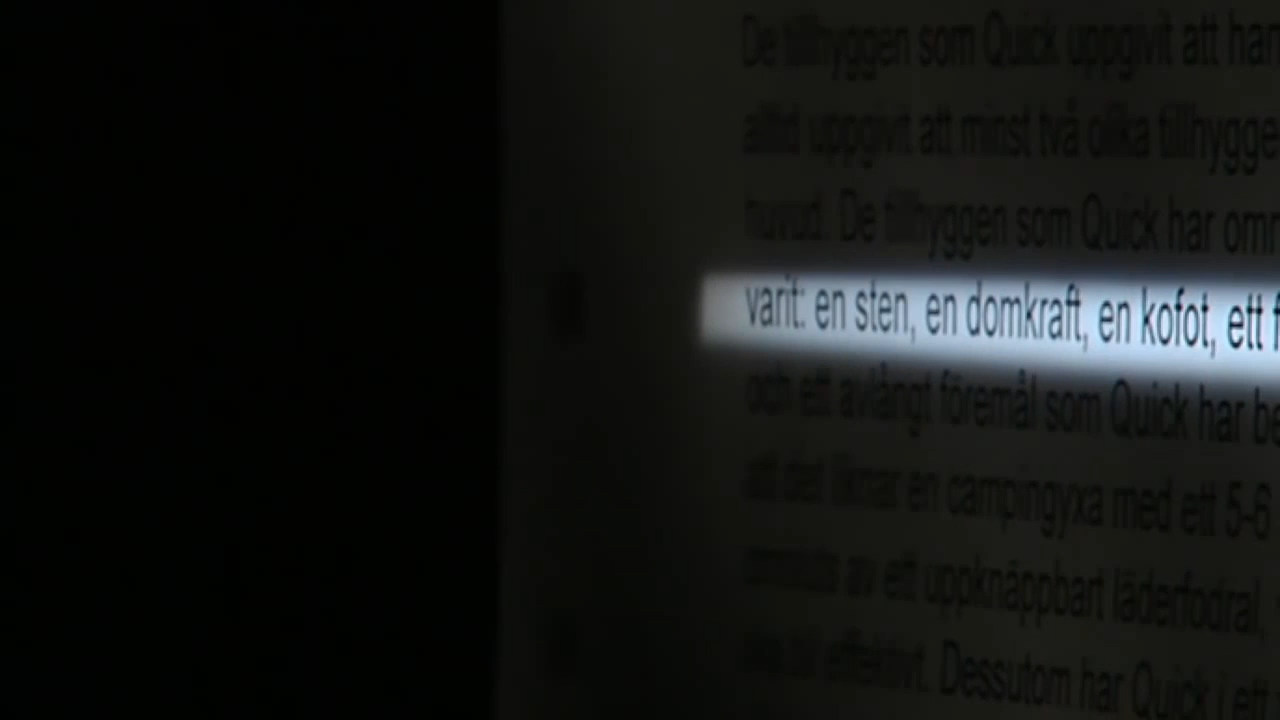 De tillhyggen som Quick uppgivit att han
alltid uppgivit att minst två olika tillhygge
huvud. De tillhyggen som Quick har omn
varit: en sten, en domkraft, en kofot, ett f
och ett avlångt föremål som Quick har be
att det liknar en campingyxa med ett 5-6
av ett uppknäppbart läderfodral,
effektivt. Dessutom har Quick i ett